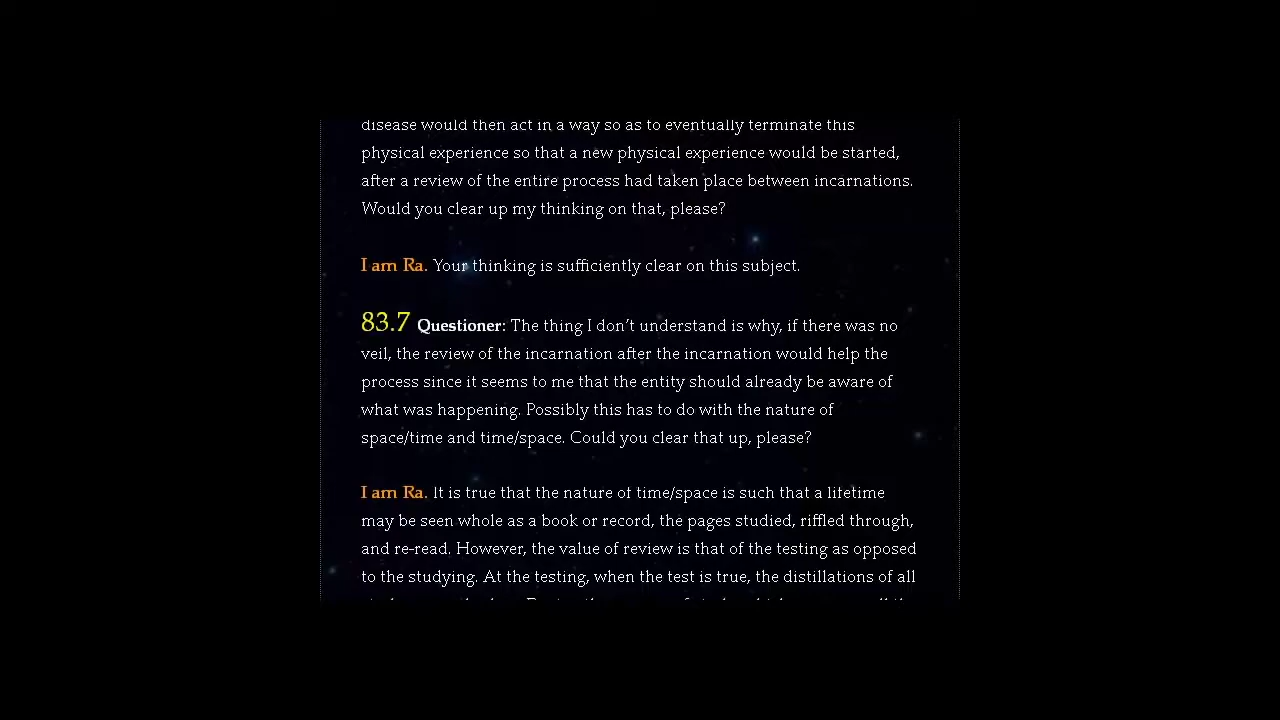 disease would then act in a way so as to eventually terminate this
physical experience so that a new physical experience would be started,
after a review of the entire process had taken place between incarnations.
Would you clear up my thinking on that, please?
I am Ra. Your thinking is sufficiently clear on this subject.
83.7 Questioner: The thing I don’t understand is why, if there was no
veil, the review of the incarnation after the incarnation would help the
process since it seems to me that the entity should already be aware of
what was happening. Possibly this has to do with the nature of
space/time and time/space. Could you clear that up, please?
I am Ra. It is true that the nature of time/space is such that a lifetime
may be seen whole as a book or record, the pages studied, riffled through,
and re-read. However, the value of review is that of the testing as opposed
to the studying. At the testing, when the test is true, the distillations of all